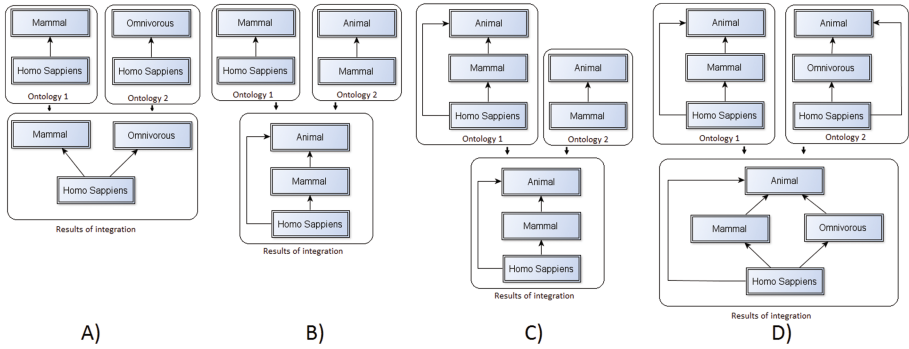 Mammal
Homo Sappiens
Ontology 1
Omnivorous
Homo Sappiens
Ontology 2
Mammal
Omnivorous
Homo Sappiens
Results of integration
A)
Mammal
Homo Sappiens
Ontology 1
Animal
Mammal
Ontology 2
Animal
Mammal
Homo Sappiens
Results of integration
B)
Animal
Mammal
Homo Sappiens
Ontology 1
Animal
Mammal
Ontology 2
Animal
Mammal
Homo Sappiens
Results of integration
C)
Animal
Mammal
Homo Sappiens
Ontology 1
Animal
Omnivorous
Homo Sappiens
Ontology 2
Animal
Mammal
Omnivorous
Homo Sappiens
Results of integration
D)